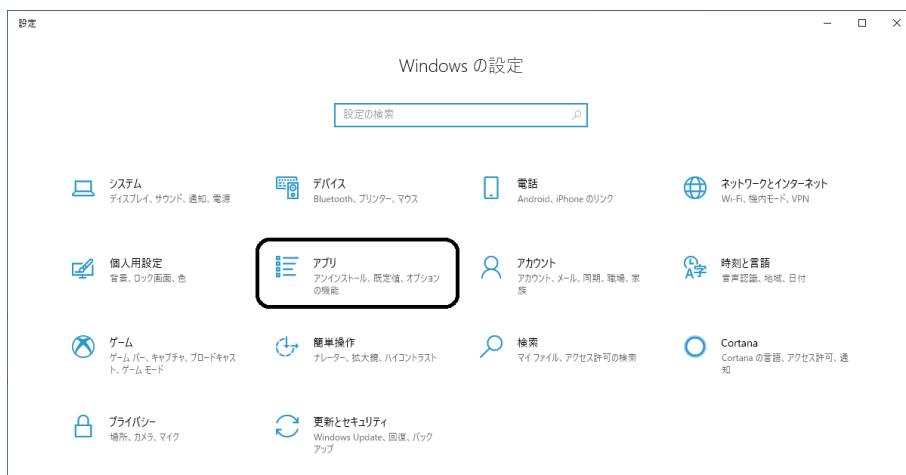 設定
Windows の設定
設定の検索
システム
ディスプレイ、サウンド、通知、電源
デバイス
Bluetooth、プリンター、マウス
電話
Android、iPhone のリンク
ネットワークとインターネット
Wi-Fi、機内モード、VPN
個人用設定
背景、ロック画面、色
アプリ
アンインストール、既定値、オプション
の機能
アカウント
アカウント、メール、同期、職場、家
族
時刻と言語
音声認識、地域、日付
ゲーム
ゲーム バー、キャプチャ、ブロードキャス
ト、ゲーム モード
簡単操作
ナレーター、拡大鏡、ハイコントラスト
検索
マイ ファイル、アクセス許可の検索
Cortana
Cortana の言語、アクセス許可、通
知
プライバシー
場所、カメラ、マイク
更新とセキュリティ
Windows Update、回復、バック
アップ